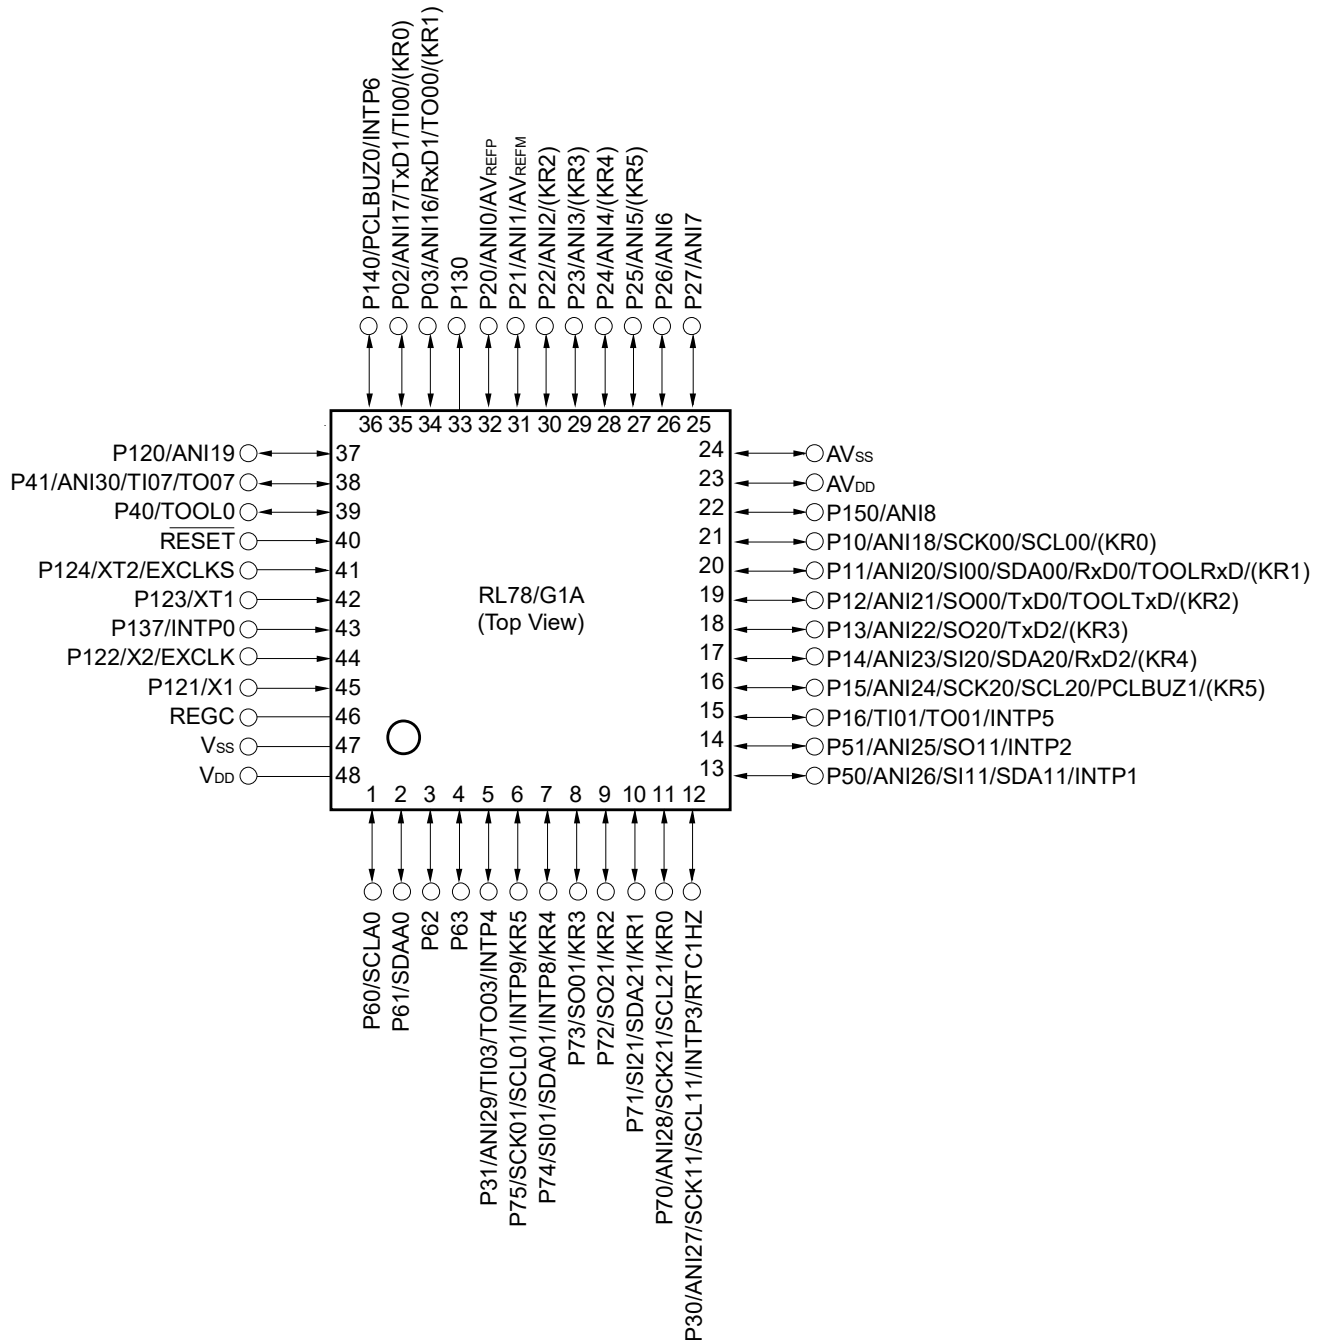 P140/PCLBUZ0/INTP6
P02/ANI17/TxD1/TI00/(KR0)
P03/ANI16/RxD1/TO00/(KR1)
P130
P20/ANI0/AVREFP
P21/ANI1/AVREFM
P22/ANI2/(KR2)
P23/ANI3/(KR3)
P24/ANI4/(KR4)
P25/ANI5/(KR5)
P26/ANI6
P27/ANI7
36 35 34 33 32 31 30 29 28 27 26 25
P120/ANI19 37
P41/ANI30/TI07/TO07 38
P40/TOOL0 39
RESET 40
P124/XT2/EXCLKS 41
P123/XT1 42
P137/INTP0 43
P122/X2/EXCLK 44
P121/X1 45
REGC 46
VSS 47
VDD 48
RL78/G1A
(Top View)
24 AVSS
23 AVDD
22 P150/ANI8
21 P10/ANI18/SCK00/SCL00/(KR0)
20 P11/ANI20/SI00/SDA00/RxD0/TOOLRxD/(KR1)
19 P12/ANI21/SO00/TxD0/TOOLTxD/(KR2)
18 P13/ANI22/SO20/TxD2/(KR3)
17 P14/ANI23/SI20/SDA20/RxD2/(KR4)
16 P15/ANI24/SCK20/SCL20/PCLBUZ1/(KR5)
15 P16/TI01/TO01/INTP5
14 P51/ANI25/SO11/INTP2
13 P50/ANI26/SI11/SDA11/INTP1
1 2 3 4 5 6 7 8 9 10 11 12
P60/SCLA0
P61/SDAA0
P62
P63
P31/ANI29/TI03/TO03/INTP4
P75/SCK01/SCL01/INTP9/KR5
P74/SI01/SDA01/INTP8/KR4
P73/SO01/KR3
P72/SO21/KR2
P71/SI21/SDA21/KR1
P70/ANI28/SCK21/SCL21/KR0
P30/ANI27/SCK11/SCL11/INTP3/RTC1HZ